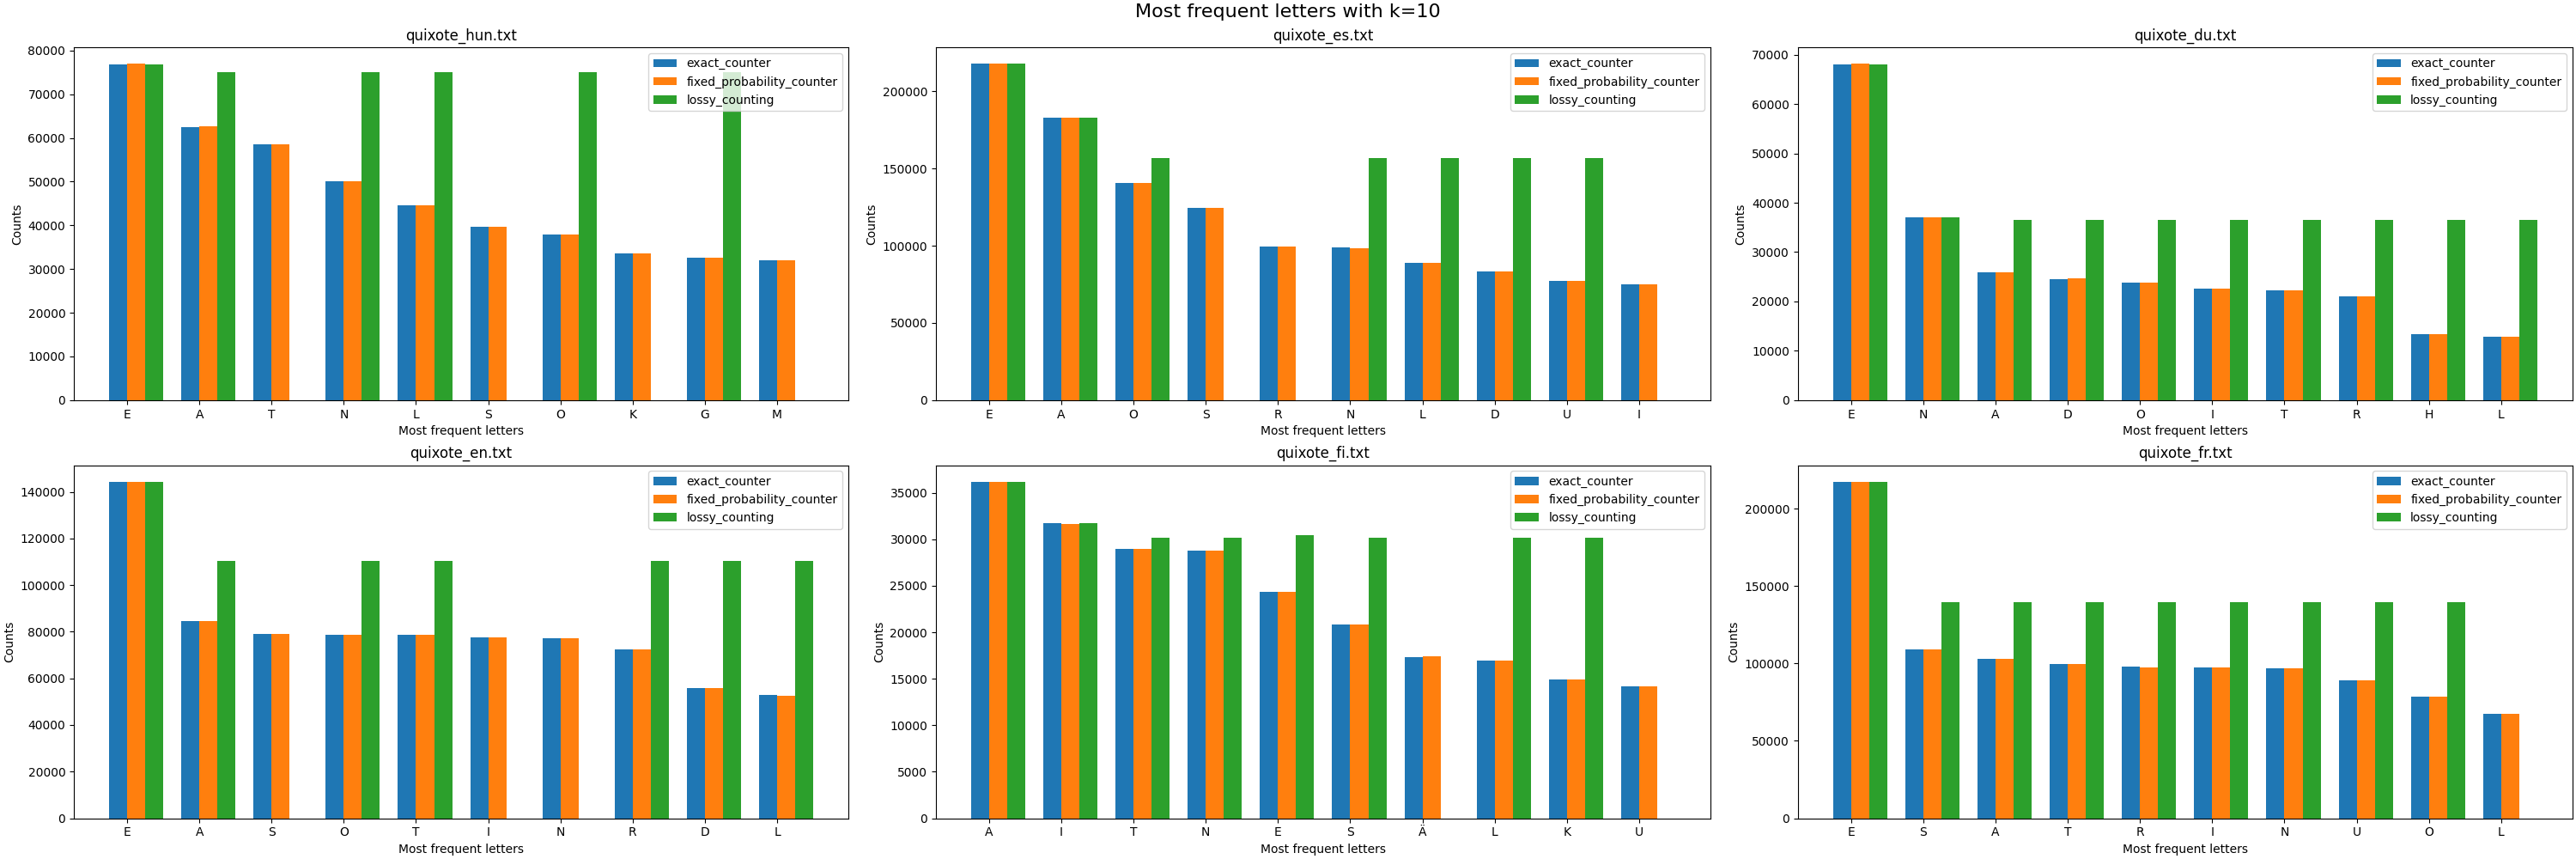 Most frequent letters with k=10
quixote_hun.txt
80000
70000
60000
50000
40000
30000
20000
10000
0
Counts
exact_counter
fixed_probability_counter
lossy_counting
E A T N L S O K G M
Most frequent letters
quixote_es.txt
200000
150000
100000
50000
0
Counts
exact_counter
fixed_probability_counter
lossy_counting
E A O S R N L D U I
Most frequent letters
quixote_du.txt
70000
60000
50000
40000
30000
20000
10000
0
Counts
exact_counter
fixed_probability_counter
lossy_counting
E N A D O I T R H L
Most frequent letters
quixote_en.txt
140000
120000
100000
80000
60000
40000
20000
0
Counts
exact_counter
fixed_probability_counter
lossy_counting
E A S O T I N R D L
Most frequent letters
quixote_fi.txt
35000
30000
25000
20000
15000
10000
5000
0
Counts
exact_counter
fixed_probability_counter
lossy_counting
A I T N E S Ä L K U
Most frequent letters
quixote_fr.txt
200000
150000
100000
50000
0
Counts
exact_counter
fixed_probability_counter
lossy_counting
E S A T R I N U O L
Most frequent letters